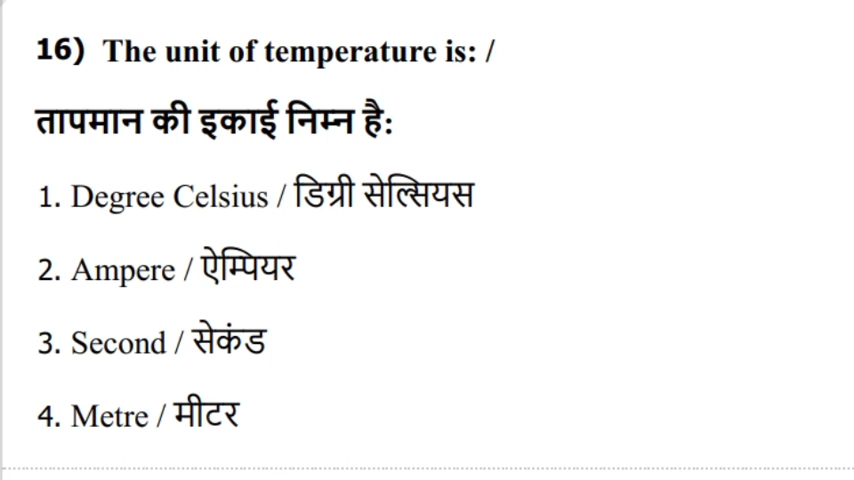 16) The unit of temperature is: /
तापमान की इकाई निम्न है:
1. Degree Celsius / डिग्री सेल्सियस
2. Ampere / ऐम्पियर
3. Second / सेकंड
4. Metre / मीटर